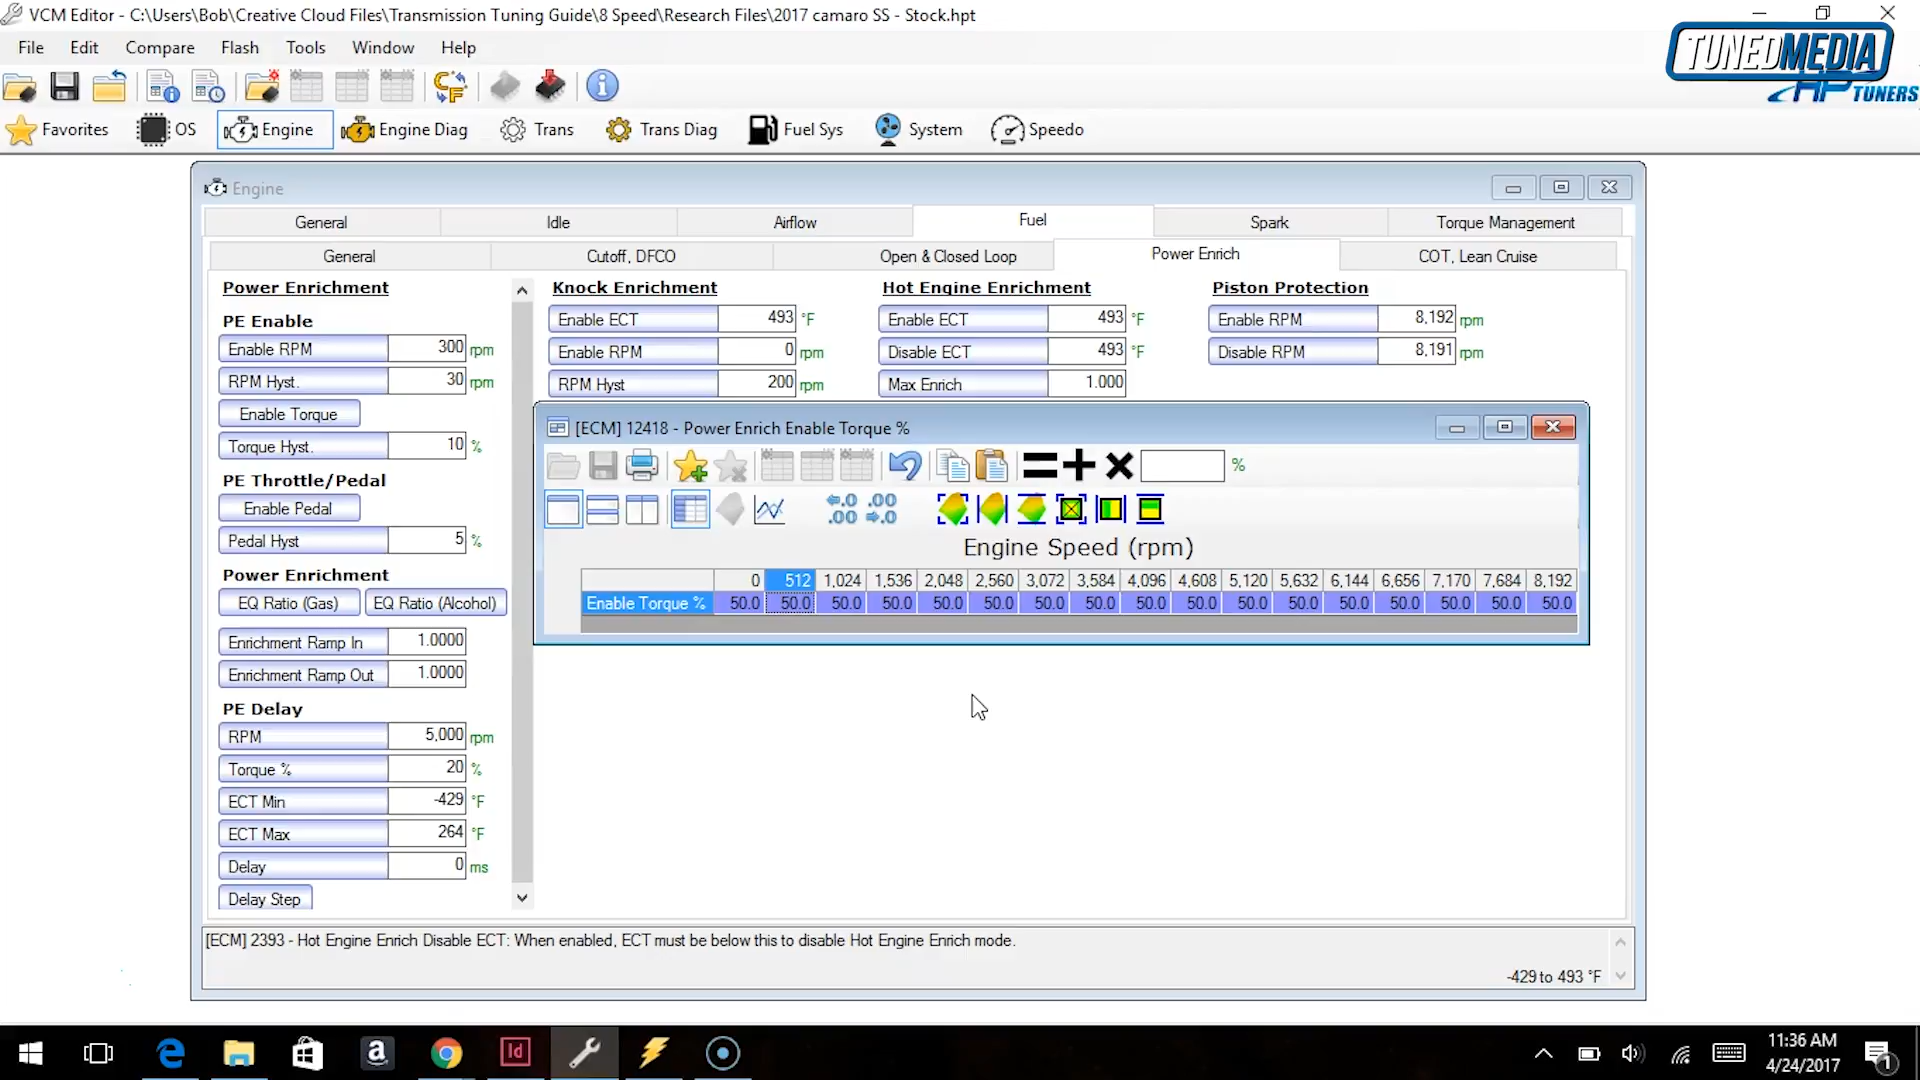 VCM Editor - C:\Users\Bob\Creative Cloud Files\Transmission Tuning Guide\8 Speed\Research Files\2017 camaro SS - Stock.hpt
File Edit Compare Flash Tools Window Help
TUNEDMEDIA
HP TUNERS
Favorites OS Engine Engine Diag Trans Trans Diag Fuel Sys System Speedo
Engine
General Idle Airflow Fuel Spark Torque Management
General Cutoff, DFCO Open & Closed Loop Power Enrich COT, Lean Cruise
Power Enrichment Knock Enrichment Hot Engine Enrichment Piston Protection
PE Enable Enable ECT 493 °F Enable ECT 493 °F Enable RPM 8,192 rpm
Enable RPM 300 rpm Enable RPM 0 rpm Disable ECT 493 °F Disable RPM 8,191 rpm
RPM Hyst. 30 rpm RPM Hyst 200 rpm Max Enrich 1.000
Enable Torque
Torque Hyst. 10 %
PE Throttle/Pedal
Enable Pedal
Pedal Hyst 5 %
Power Enrichment
EQ Ratio (Gas) EQ Ratio (Alcohol)
Enrichment Ramp In 1.0000
Enrichment Ramp Out 1.0000
PE Delay
RPM 5,000 rpm
Torque % 20 %
ECT Min -429 °F
ECT Max 264 °F
Delay 0 ms
Delay Step
[ECM] 12418 - Power Enrich Enable Torque %
%
←.0 .00
.00 →.0
Engine Speed (rpm)
0 512 1,024 1,536 2,048 2,560 3,072 3,584 4,096 4,608 5,120 5,632 6,144 6,656 7,170 7,684 8,192
Enable Torque % 50.0 50.0 50.0 50.0 50.0 50.0 50.0 50.0 50.0 50.0 50.0 50.0 50.0 50.0 50.0 50.0 50.0
[ECM] 2393 - Hot Engine Enrich Disable ECT: When enabled, ECT must be below this to disable Hot Engine Enrich mode.
-429 to 493 °F
a Id
11:36 AM
4/24/2017
1